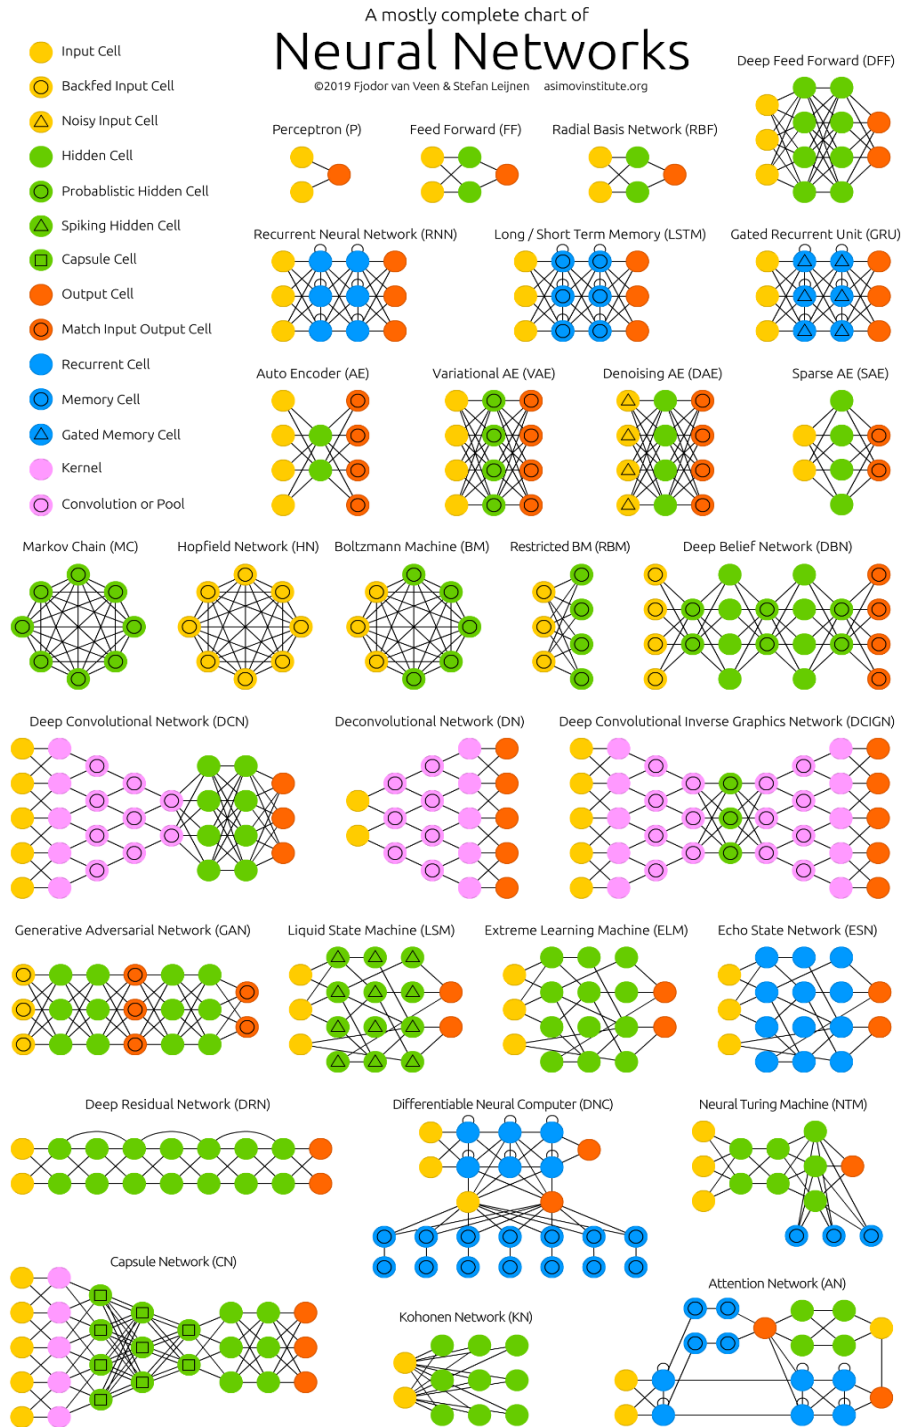 A mostly complete chart of
Neural Networks
©2019 Fjodor van Veen & Stefan Leijnen asimovinstitute.org
Input Cell
Backfed Input Cell
Noisy Input Cell
Hidden Cell
Probablistic Hidden Cell
Spiking Hidden Cell
Capsule Cell
Output Cell
Match Input Output Cell
Recurrent Cell
Memory Cell
Gated Memory Cell
Kernel
Convolution or Pool
Deep Feed Forward (DFF)
Perceptron (P)
Feed Forward (FF)
Radial Basis Network (RBF)
Recurrent Neural Network (RNN)
Long / Short Term Memory (LSTM)
Gated Recurrent Unit (GRU)
Auto Encoder (AE)
Variational AE (VAE)
Denoising AE (DAE)
Sparse AE (SAE)
Markov Chain (MC)
Hopfield Network (HN)
Boltzmann Machine (BM)
Restricted BM (RBM)
Deep Belief Network (DBN)
Deep Convolutional Network (DCN)
Deconvolutional Network (DN)
Deep Convolutional Inverse Graphics Network (DCIGN)
Generative Adversarial Network (GAN)
Liquid State Machine (LSM)
Extreme Learning Machine (ELM)
Echo State Network (ESN)
Deep Residual Network (DRN)
Differentiable Neural Computer (DNC)
Neural Turing Machine (NTM)
Capsule Network (CN)
Kohonen Network (KN)
Attention Network (AN)